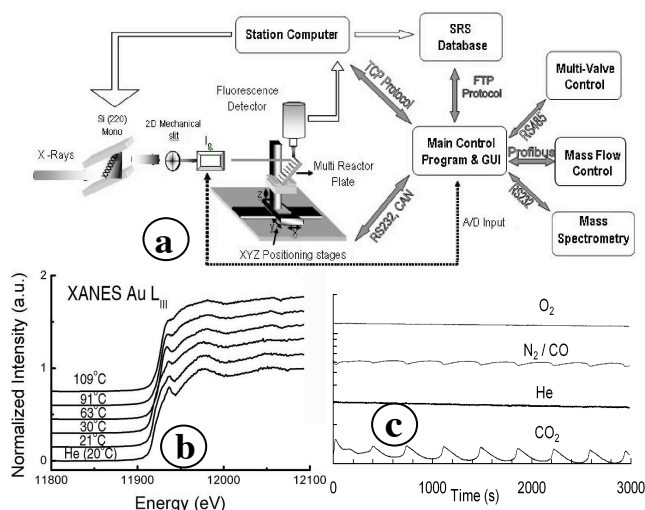 Station Computer
SRS
Database
Multi-Valve
Control
Fluorescence
Detector
TCP Protocol
FTP
Protocol
RS485
Si (220)
Mono
2D Mechanical
slit
I0
X -Rays
Main Control
Program & GUI
Profibus
Mass Flow
Control
Multi Reactor
Plate
RS232
Z
RS232, CAN
A/D Input
Mass
Spectrometry
a
Y
X
XYZ Positioning stages
XANES Au LIII
Normalized Intensity (a.u.)
2
1
0
109°C
91°C
63°C
30°C
21°C
He (20°C)
b
11800 11900 12000 12100
Energy (eV)
O2
N2 / CO
He
c
CO2
0 1000 2000 3000
Time (s)